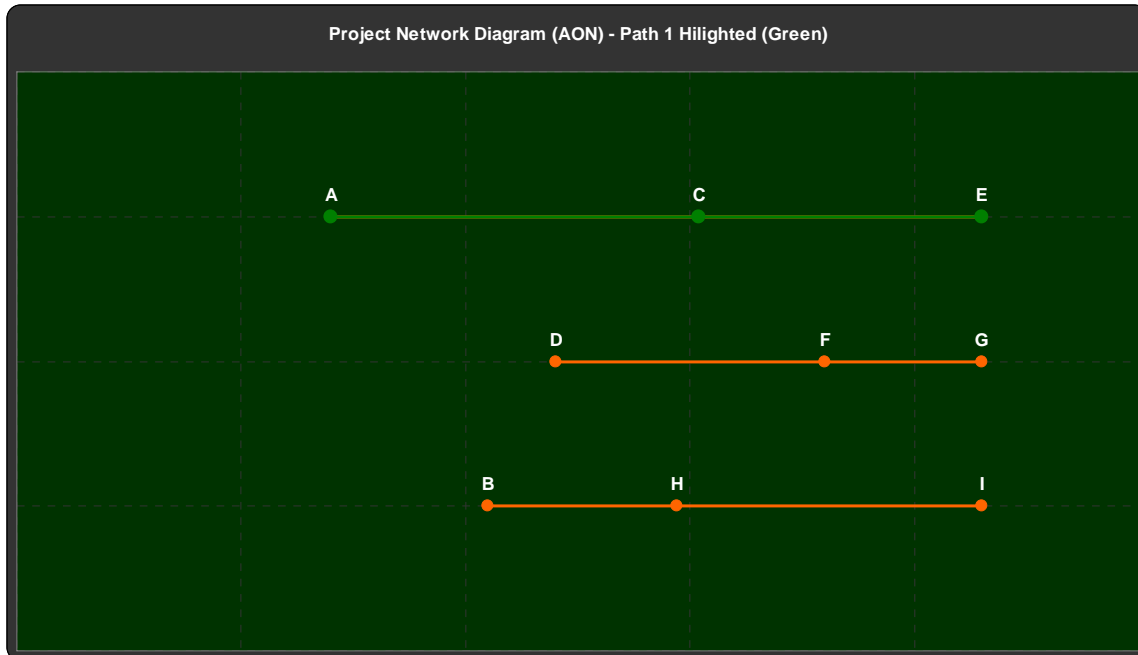 Project Network Diagram (AON) - Path 1 Hilighted (Green)
A C E
D F G
B H I